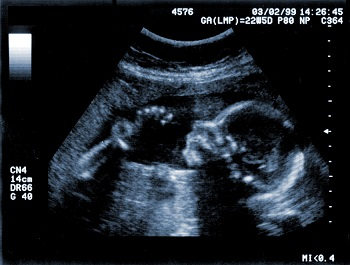 4576 03/02/99 14:26:45
GA(LMP)=22W5D P80 NP C364
CN4
14cm
DR66
G 40
MI<0.4